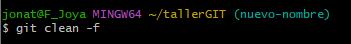 jonat@F_Joya MINGW64 ~/tallerGIT (nuevo-nombre)
$ git clean -f